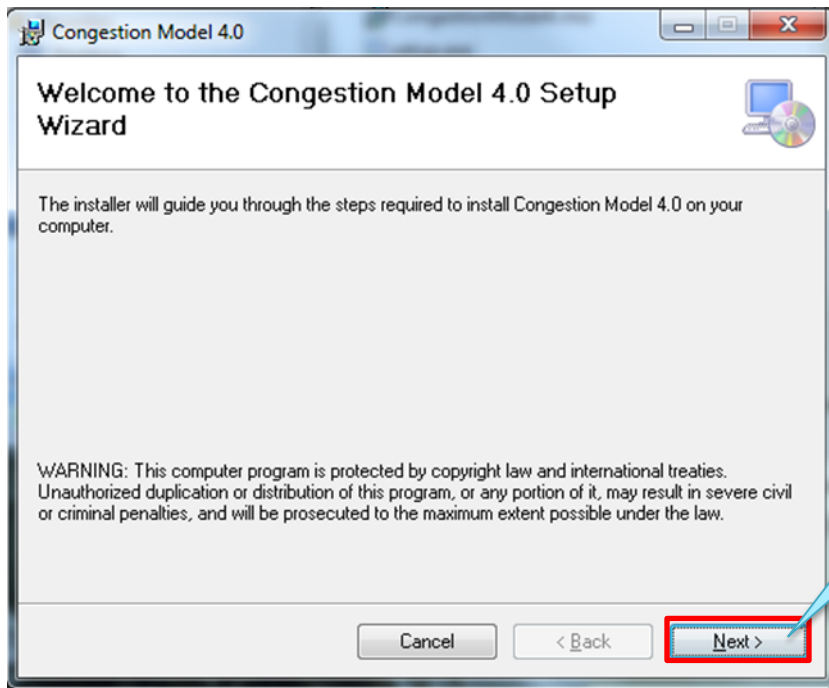 Congestion Model 4.0
Welcome to the Congestion Model 4.0 Setup
Wizard
The installer will guide you through the steps required to install Congestion Model 4.0 on your
computer.
WARNING: This computer program is protected by copyright law and international treaties.
Unauthorized duplication or distribution of this program, or any portion of it, may result in severe civil
or criminal penalties, and will be prosecuted to the maximum extent possible under the law.
Cancel < Back Next >